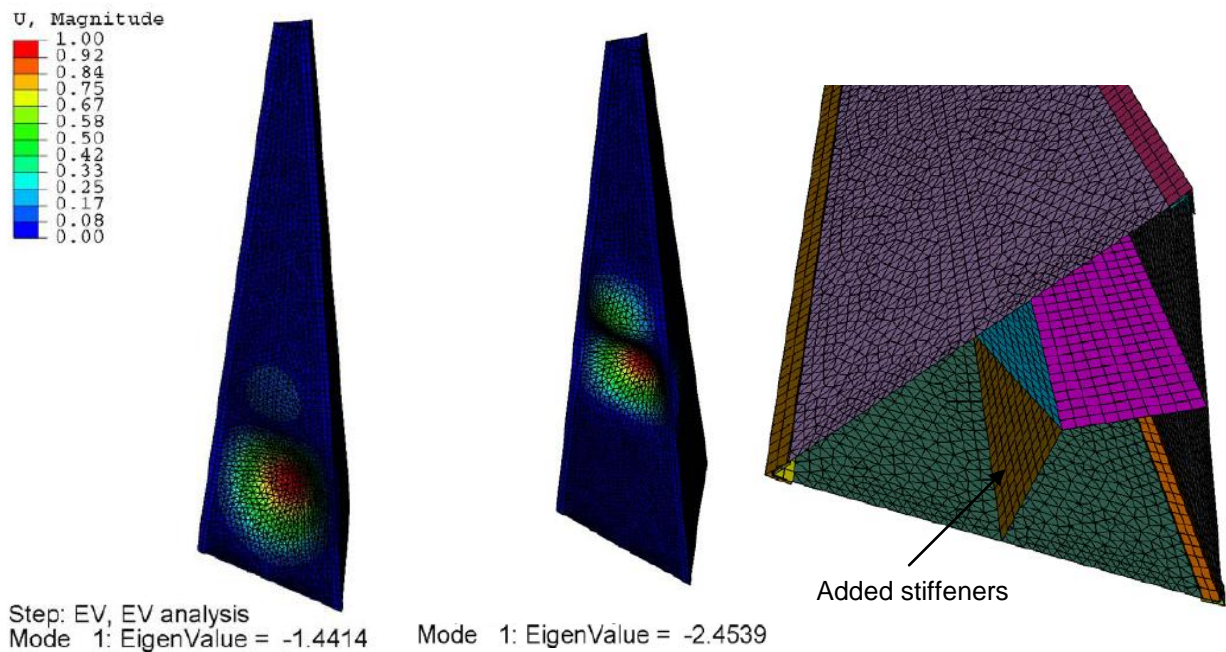 U, Magnitude
1.00
0.92
0.84
0.75
0.67
0.58
0.50
0.42
0.33
0.25
0.17
0.08
0.00
Added stiffeners
Step: EV, EV analysis
Mode 1: EigenValue = -1.4414
Mode 1: EigenValue = -2.4539